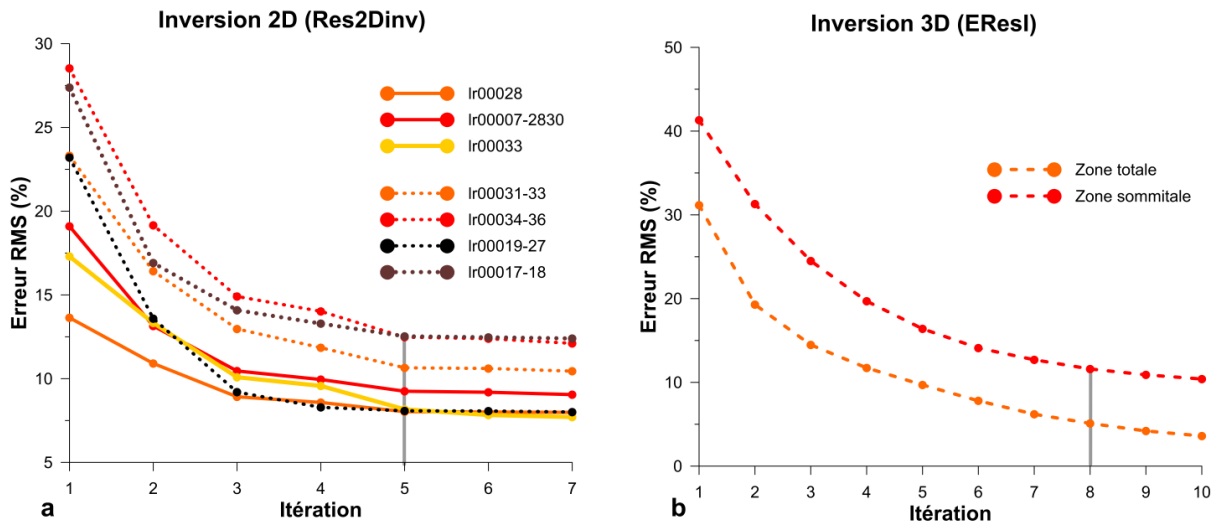 Inversion 2D (Res2Dinv)
30
25
20
15
10
5
Erreur RMS (%)
lr00028
lr00007-2830
lr00033
lr00031-33
lr00034-36
lr00019-27
lr00017-18
1 2 3 4 5 6 7
Itération
a
Inversion 3D (EResI)
50
40
30
20
10
0
Erreur RMS (%)
Zone totale
Zone sommitale
1 2 3 4 5 6 7 8 9 10
Itération
b